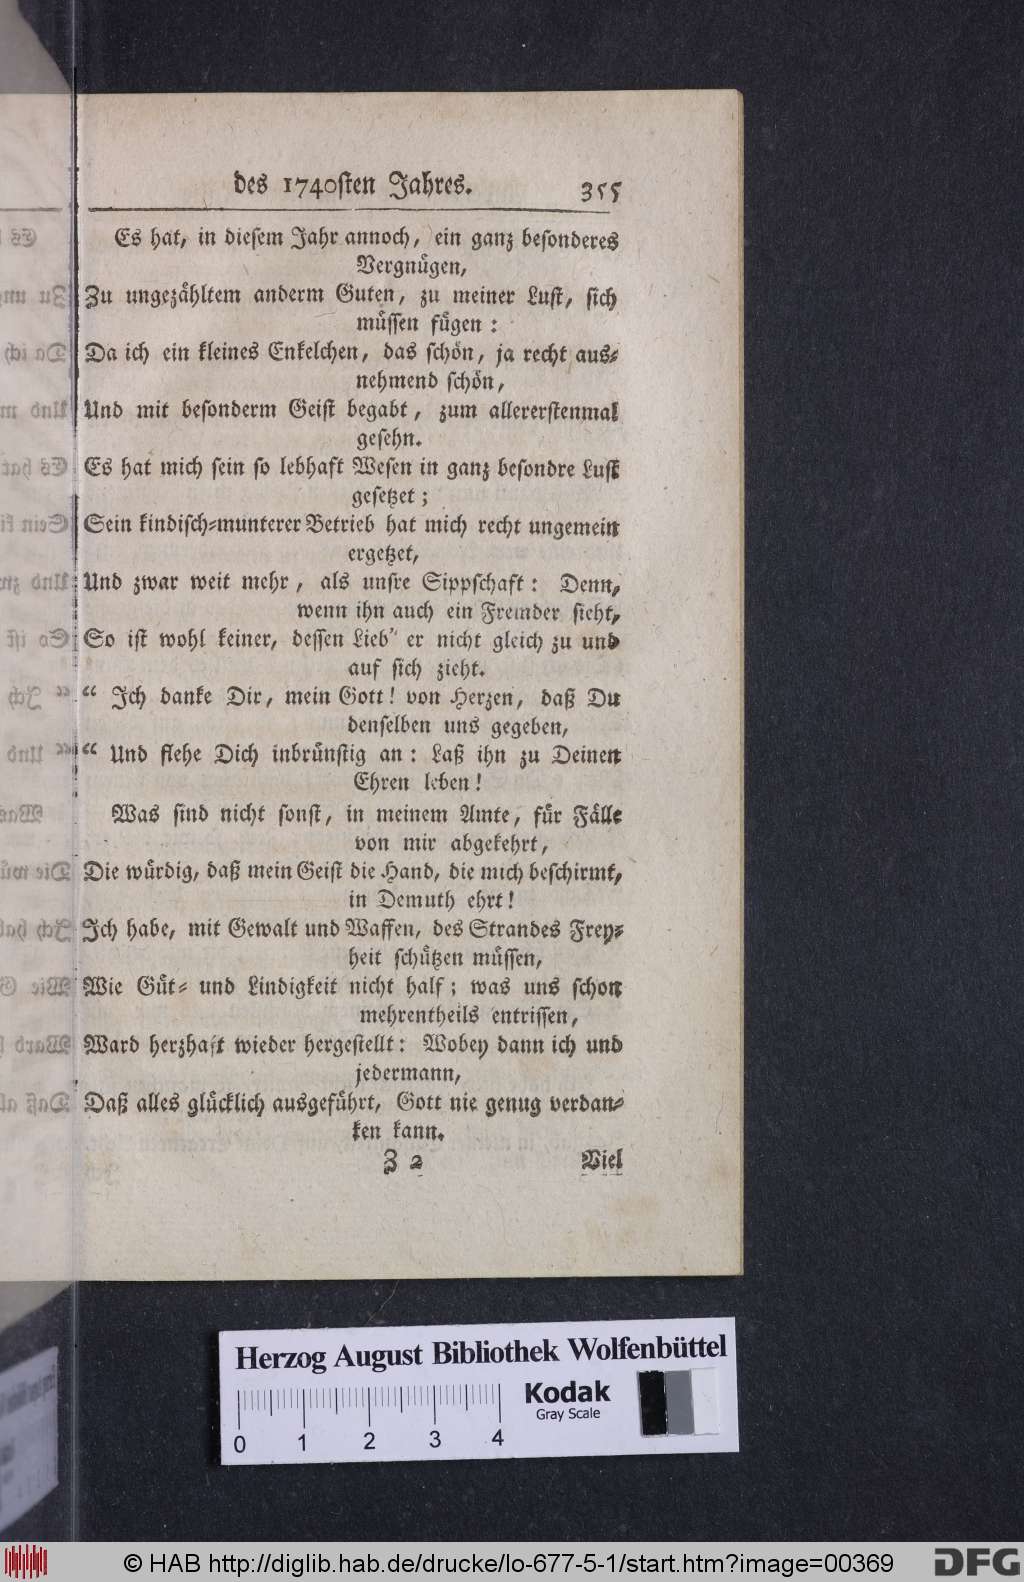 des 1740sten Jahres. 355
Es hat, in diesem Jahr annoch, ein ganz besonderes
Vergnügen,
Zu ungezähltem anderm Guten, zu meiner Lust, sich
müssen fügen:
Da ich ein kleines Enkelchen, das schön, ja recht aus-
nehmend schön,
Und mit besonderm Geist begabt, zum allererstenmal
gesehn.
Es hat mich sein so lebhaft Wesen in ganz besondre Lust
gesetzet;
Sein kindisch-munterer Betrieb hat mich recht ungemein
ergetzet,
Und zwar weit mehr, als unsre Sippschaft: Denn,
wenn ihn auch ein Fremder sieht,
So ist wohl keiner, dessen Lieb' er nicht gleich zu und
auf sich zieht.
“ Ich danke Dir, mein Gott! von Herzen, daß Du
denselben uns gegeben,
“ Und flehe Dich inbrünstig an: Laß ihn zu Deinen
Ehren leben!
Was sind nicht sonst, in meinem Amte, für Fälle
von mir abgekehrt,
Die würdig, daß mein Geist die Hand, die mich beschirmt,
in Demuth ehrt!
Ich habe, mit Gewalt und Waffen, des Strandes Frey-
heit schützen müssen,
Wie Güt- und Lindigkeit nicht half; was uns schon
mehrentheils entrissen,
Ward herzhaft wieder hergestellt: Wobey dann ich und
jedermann,
Daß alles glücklich ausgeführt, Gott nie genug verdan-
ken kann.
Z 2 Viel
Herzog August Bibliothek Wolfenbüttel
Kodak
Gray Scale
0 1 2 3 4
© HAB http://diglib.hab.de/drucke/lo-677-5-1/start.htm?image=00369
DFG